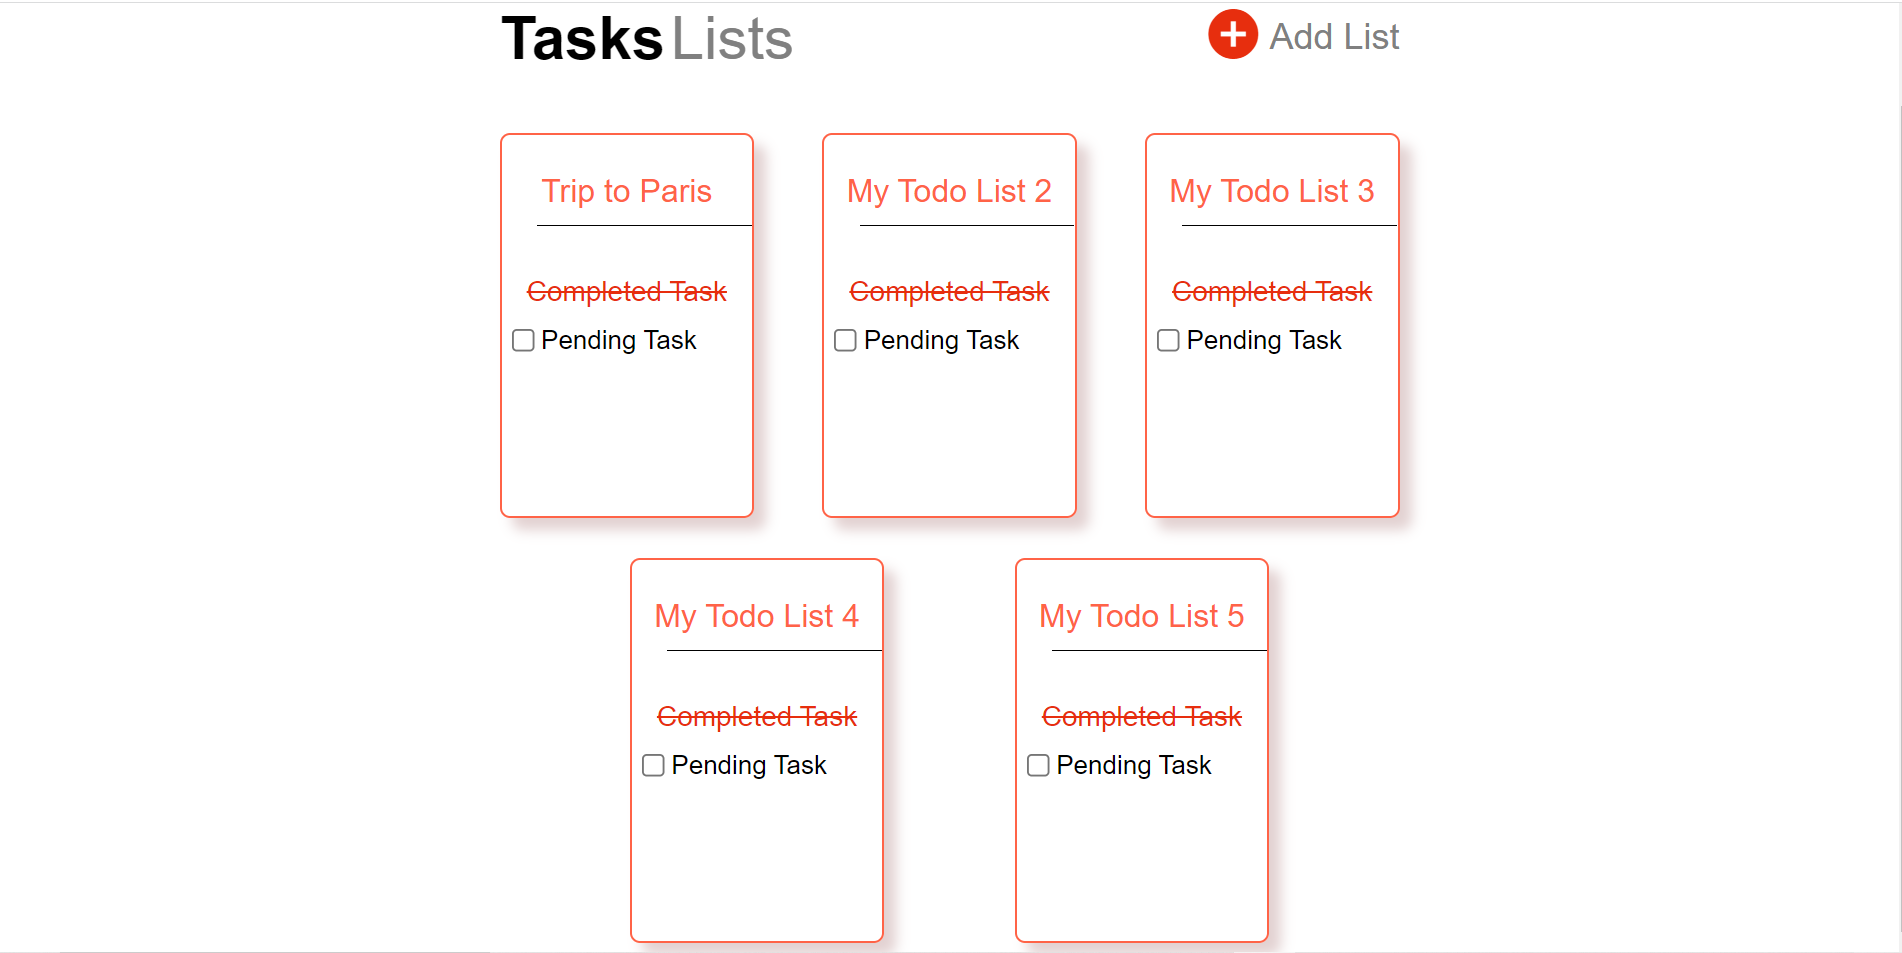 Tasks Lists
Add List
Trip to Paris
Completed Task
Pending Task
My Todo List 2
Completed Task
Pending Task
My Todo List 3
Completed Task
Pending Task
My Todo List 4
Completed Task
Pending Task
My Todo List 5
Completed Task
Pending Task